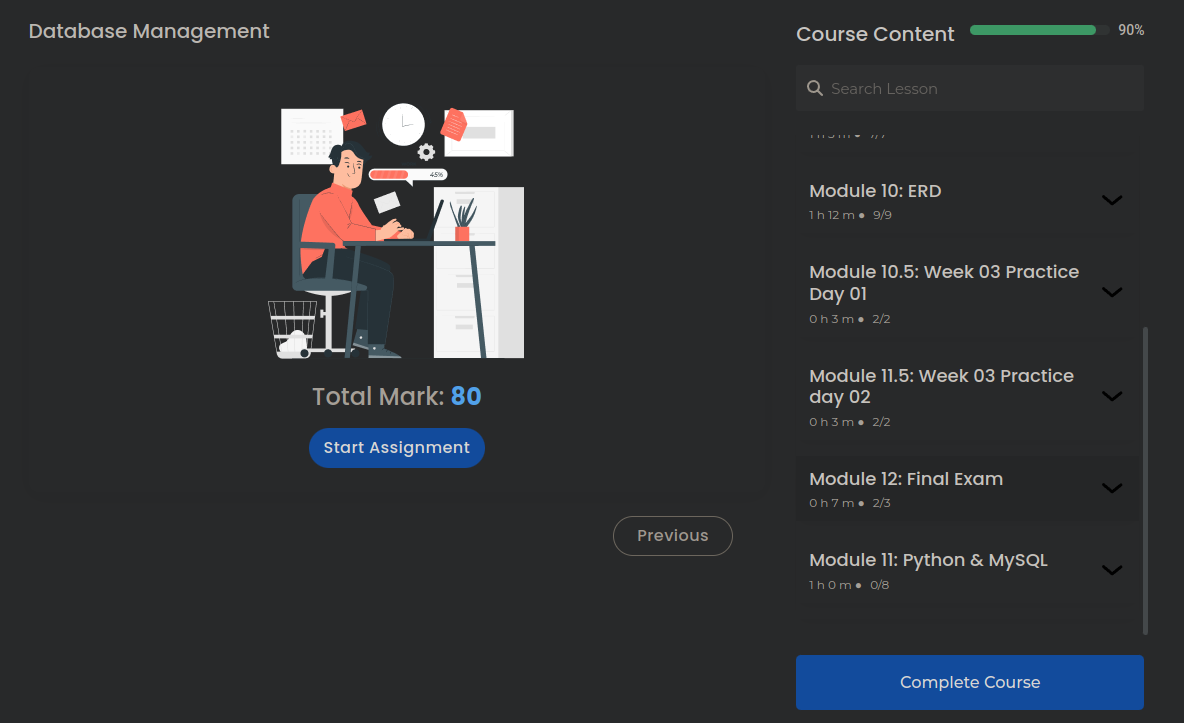 Database Management
45%
Total Mark: 80
Start Assignment
Previous
Course Content
90%
Search Lesson
Module 10: ERD
1 h 12 m ● 9/9
Module 10.5: Week 03 Practice
Day 01
0 h 3 m ● 2/2
Module 11.5: Week 03 Practice
day 02
0 h 3 m ● 2/2
Module 12: Final Exam
0 h 7 m ● 2/3
Module 11: Python & MySQL
1 h 0 m ● 0/8
Complete Course